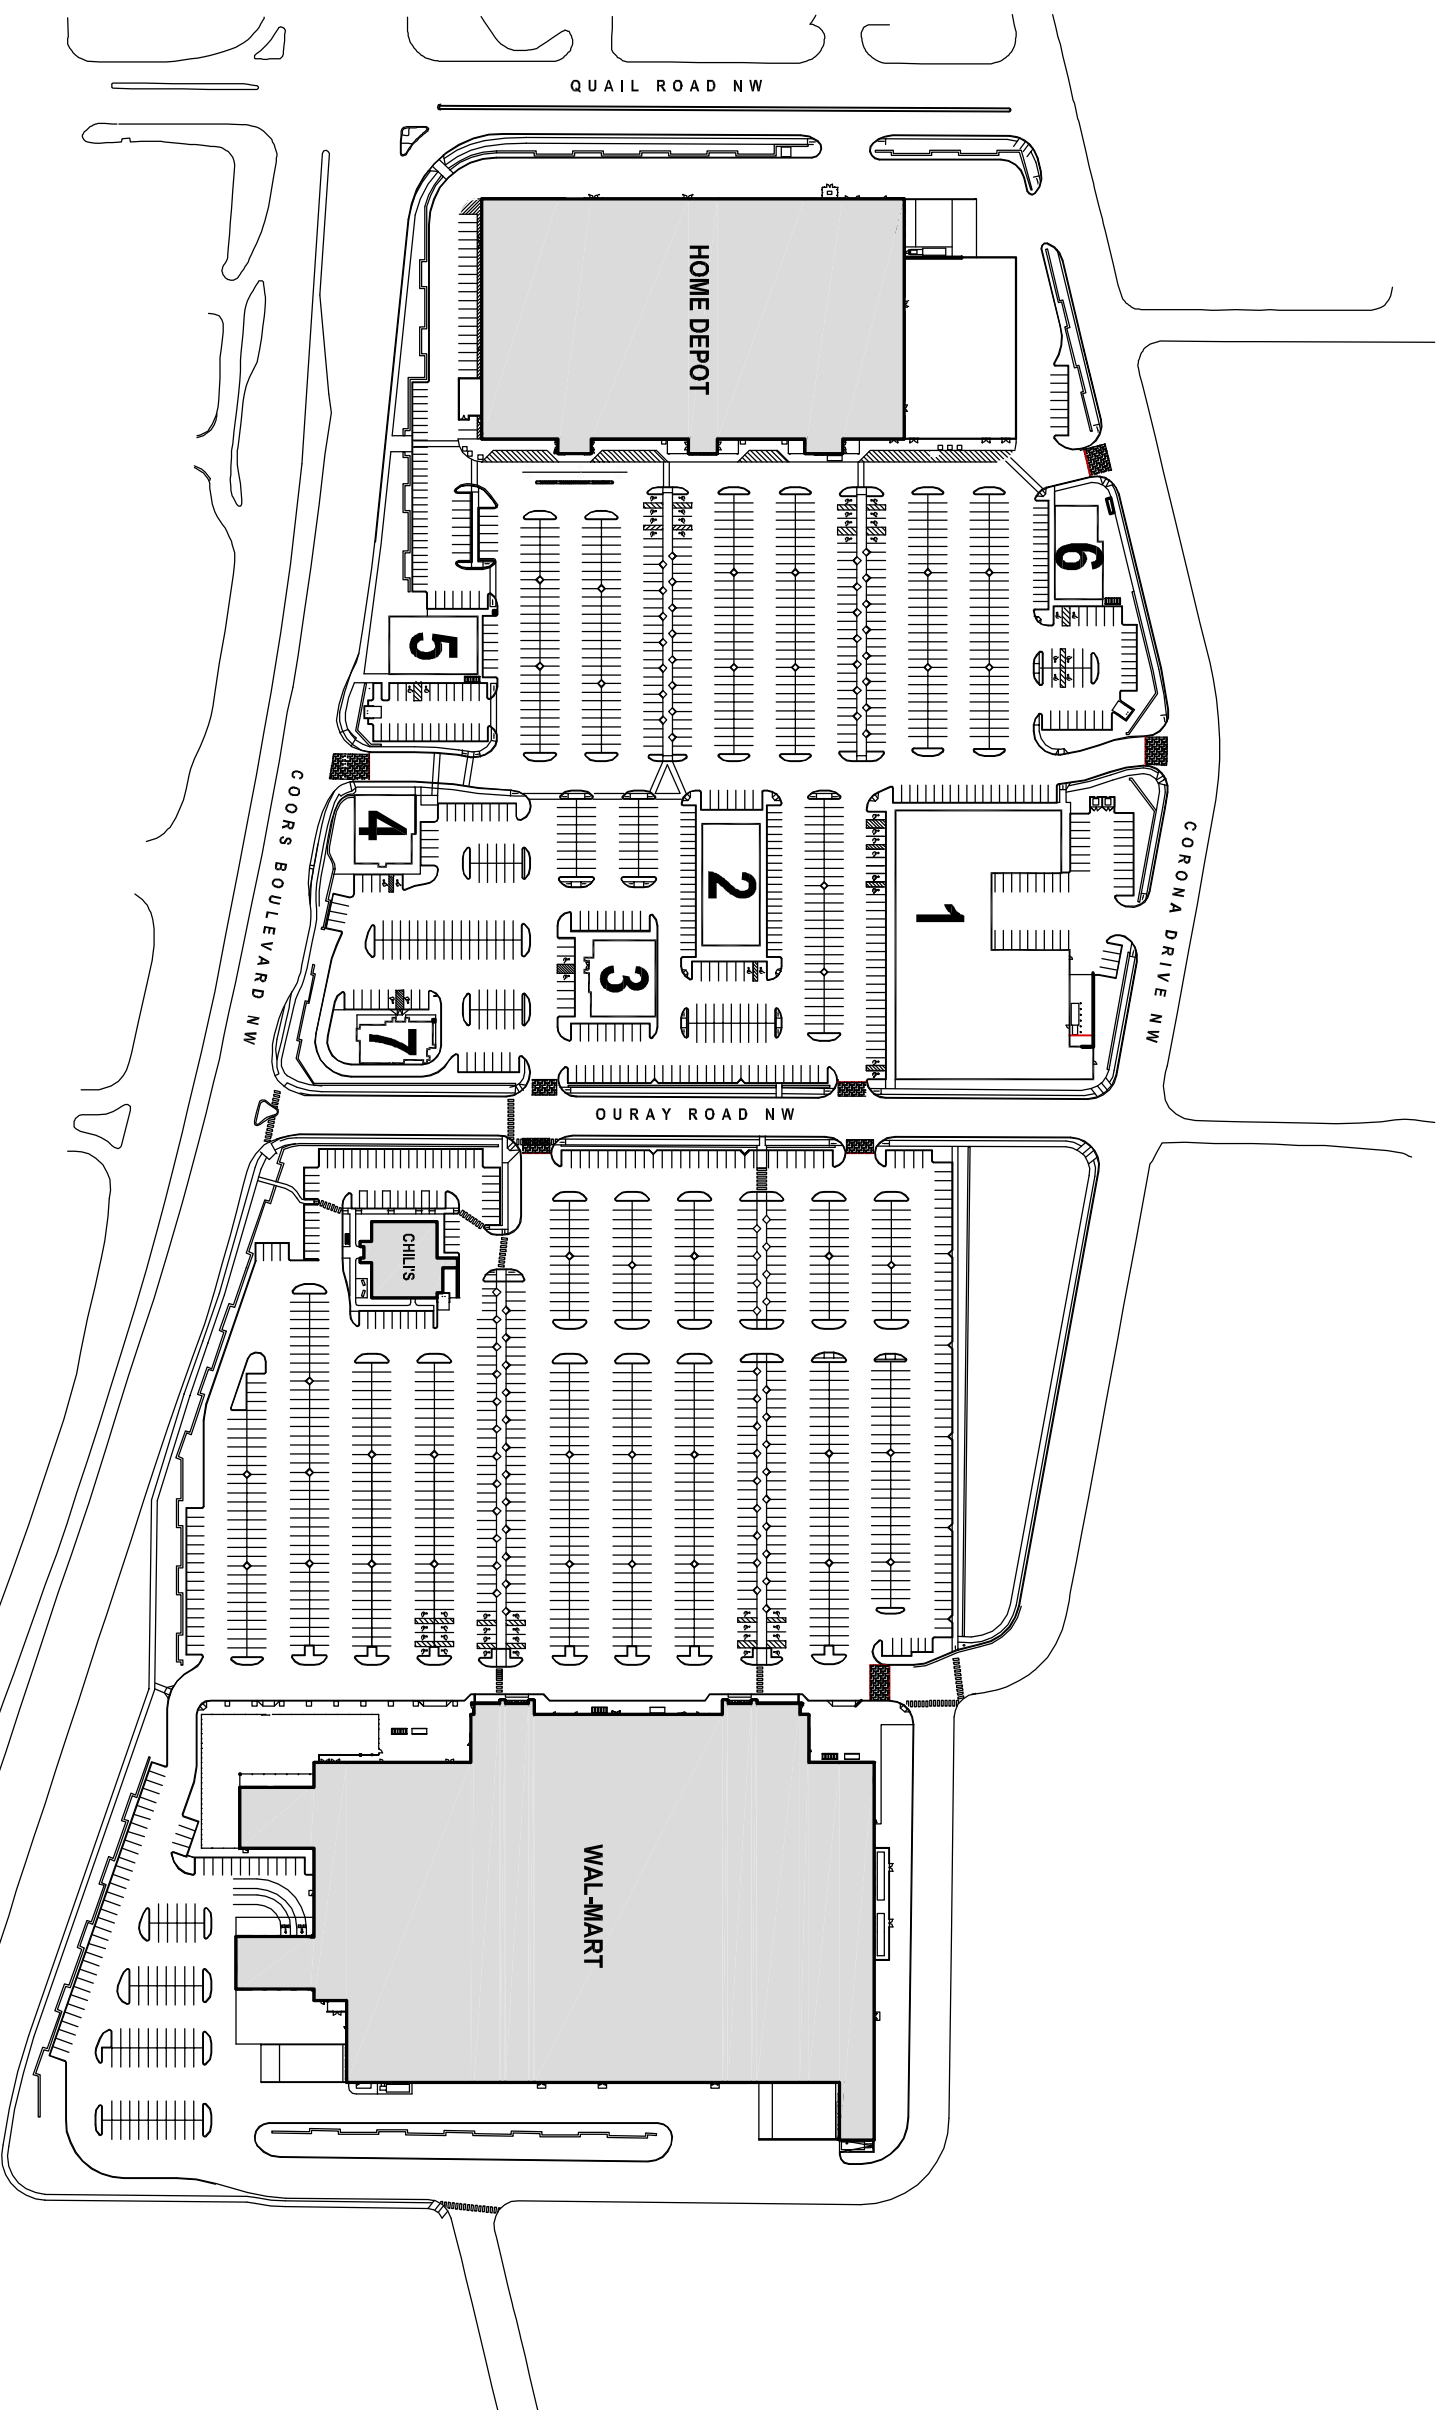 QUAIL ROAD NW
HOME DEPOT
6
5
COORS BOULEVARD NW
4
2
1
CORONA DRIVE NW
3
7
OURAY ROAD NW
CHILI'S
WAL-MART